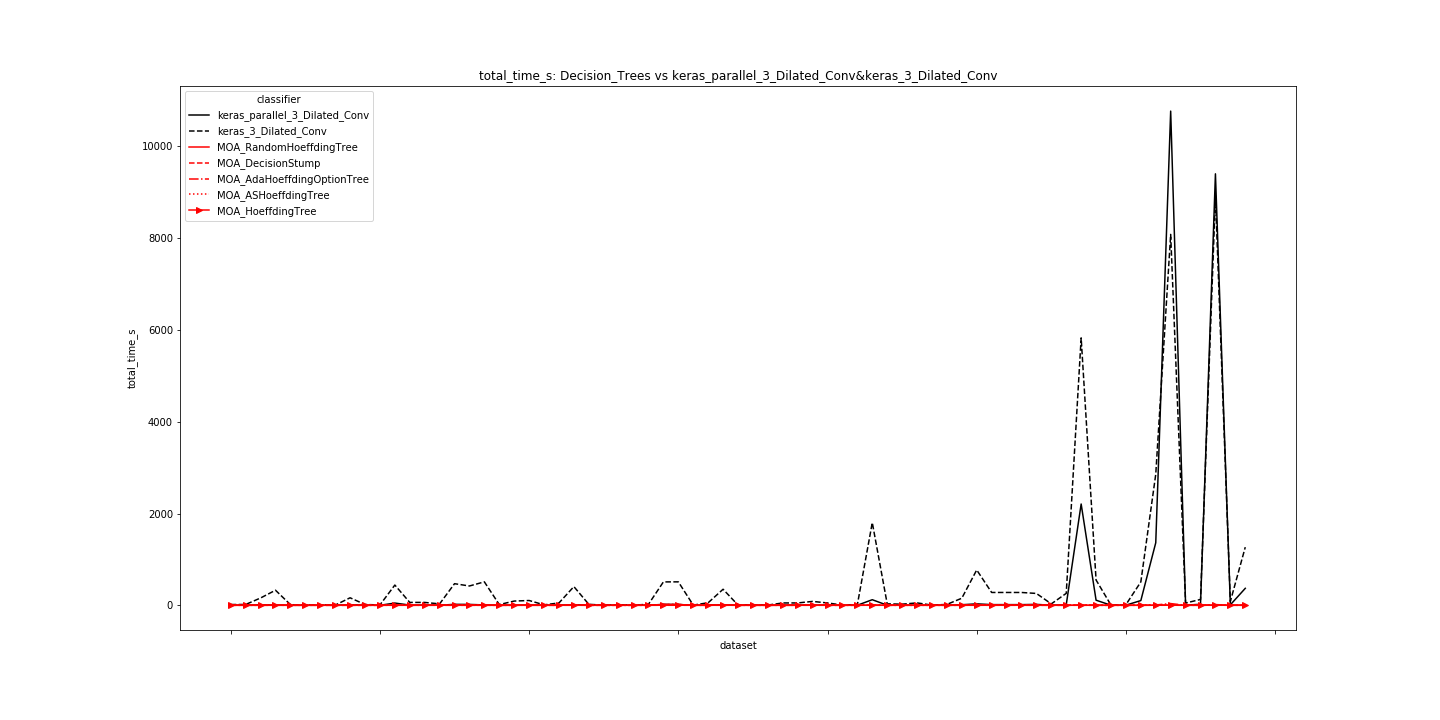 total_time_s: Decision_Trees vs keras_parallel_3_Dilated_Conv&keras_3_Dilated_Conv
classifier
keras_parallel_3_Dilated_Conv
keras_3_Dilated_Conv
MOA_RandomHoeffdingTree
MOA_DecisionStump
MOA_AdaHoeffdingOptionTree
MOA_ASHoeffdingTree
MOA_HoeffdingTree
10000
8000
6000
4000
2000
0
total_time_s
dataset